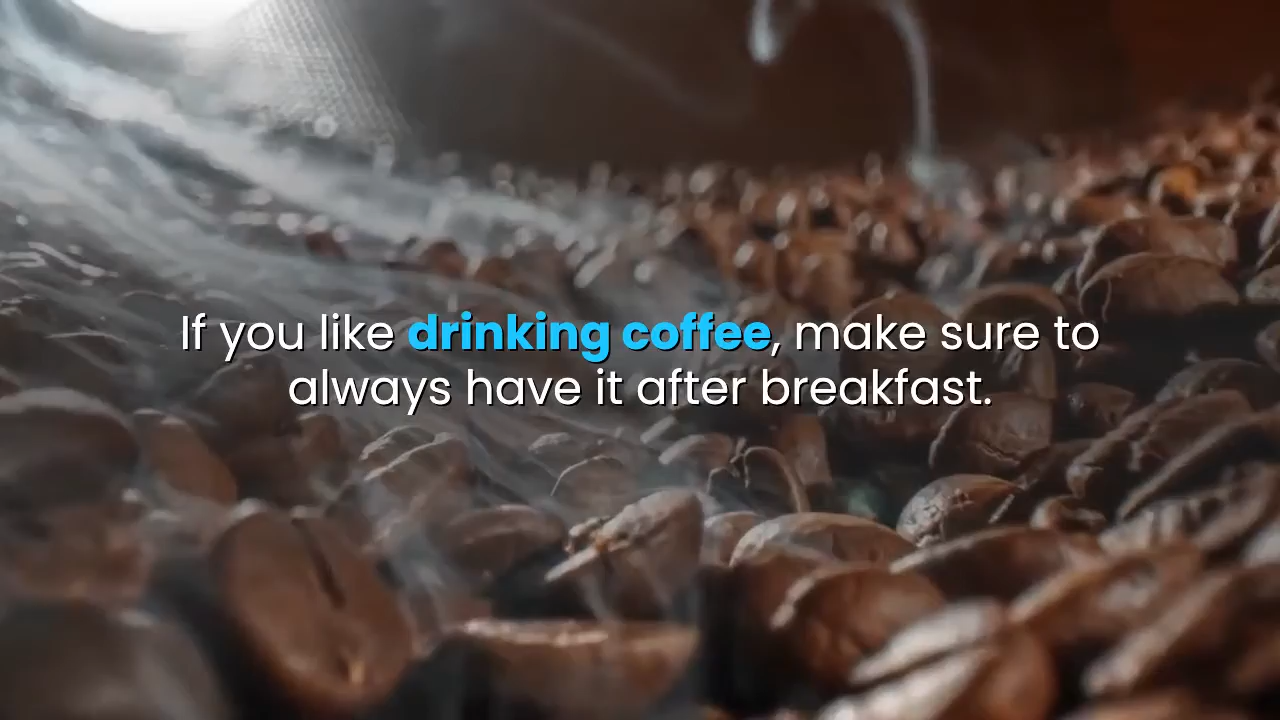 If you like drinking coffee, make sure to
always have it after breakfast.